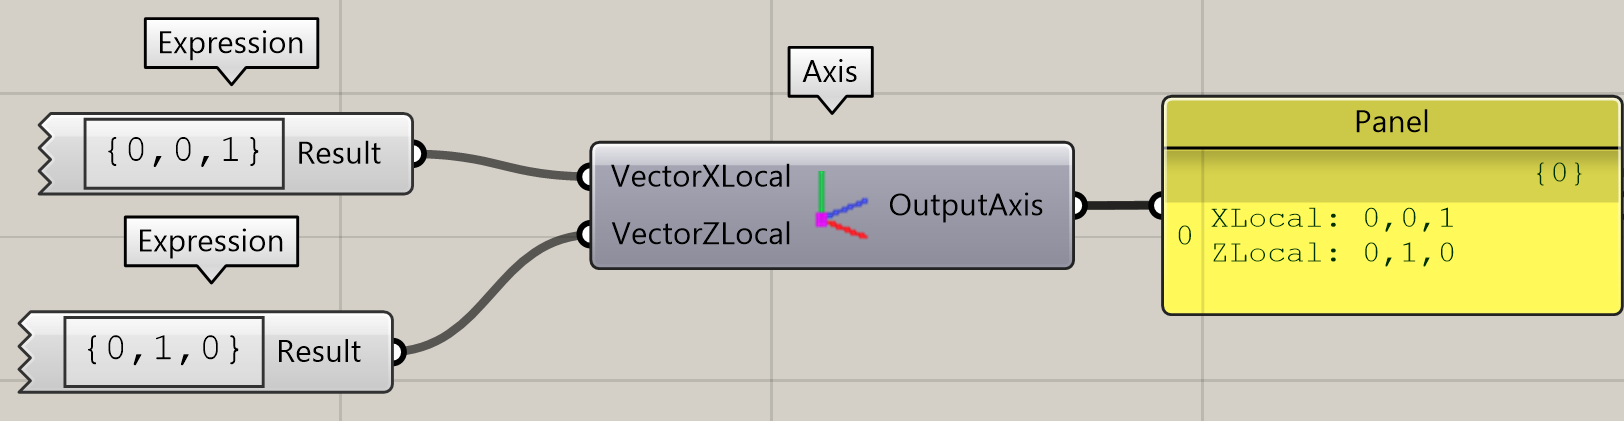 Expression
{0,0,1} Result
Expression
{0,1,0} Result
Axis
VectorXLocal
VectorZLocal
OutputAxis
Panel
{0}
0
XLocal: 0,0,1
ZLocal: 0,1,0